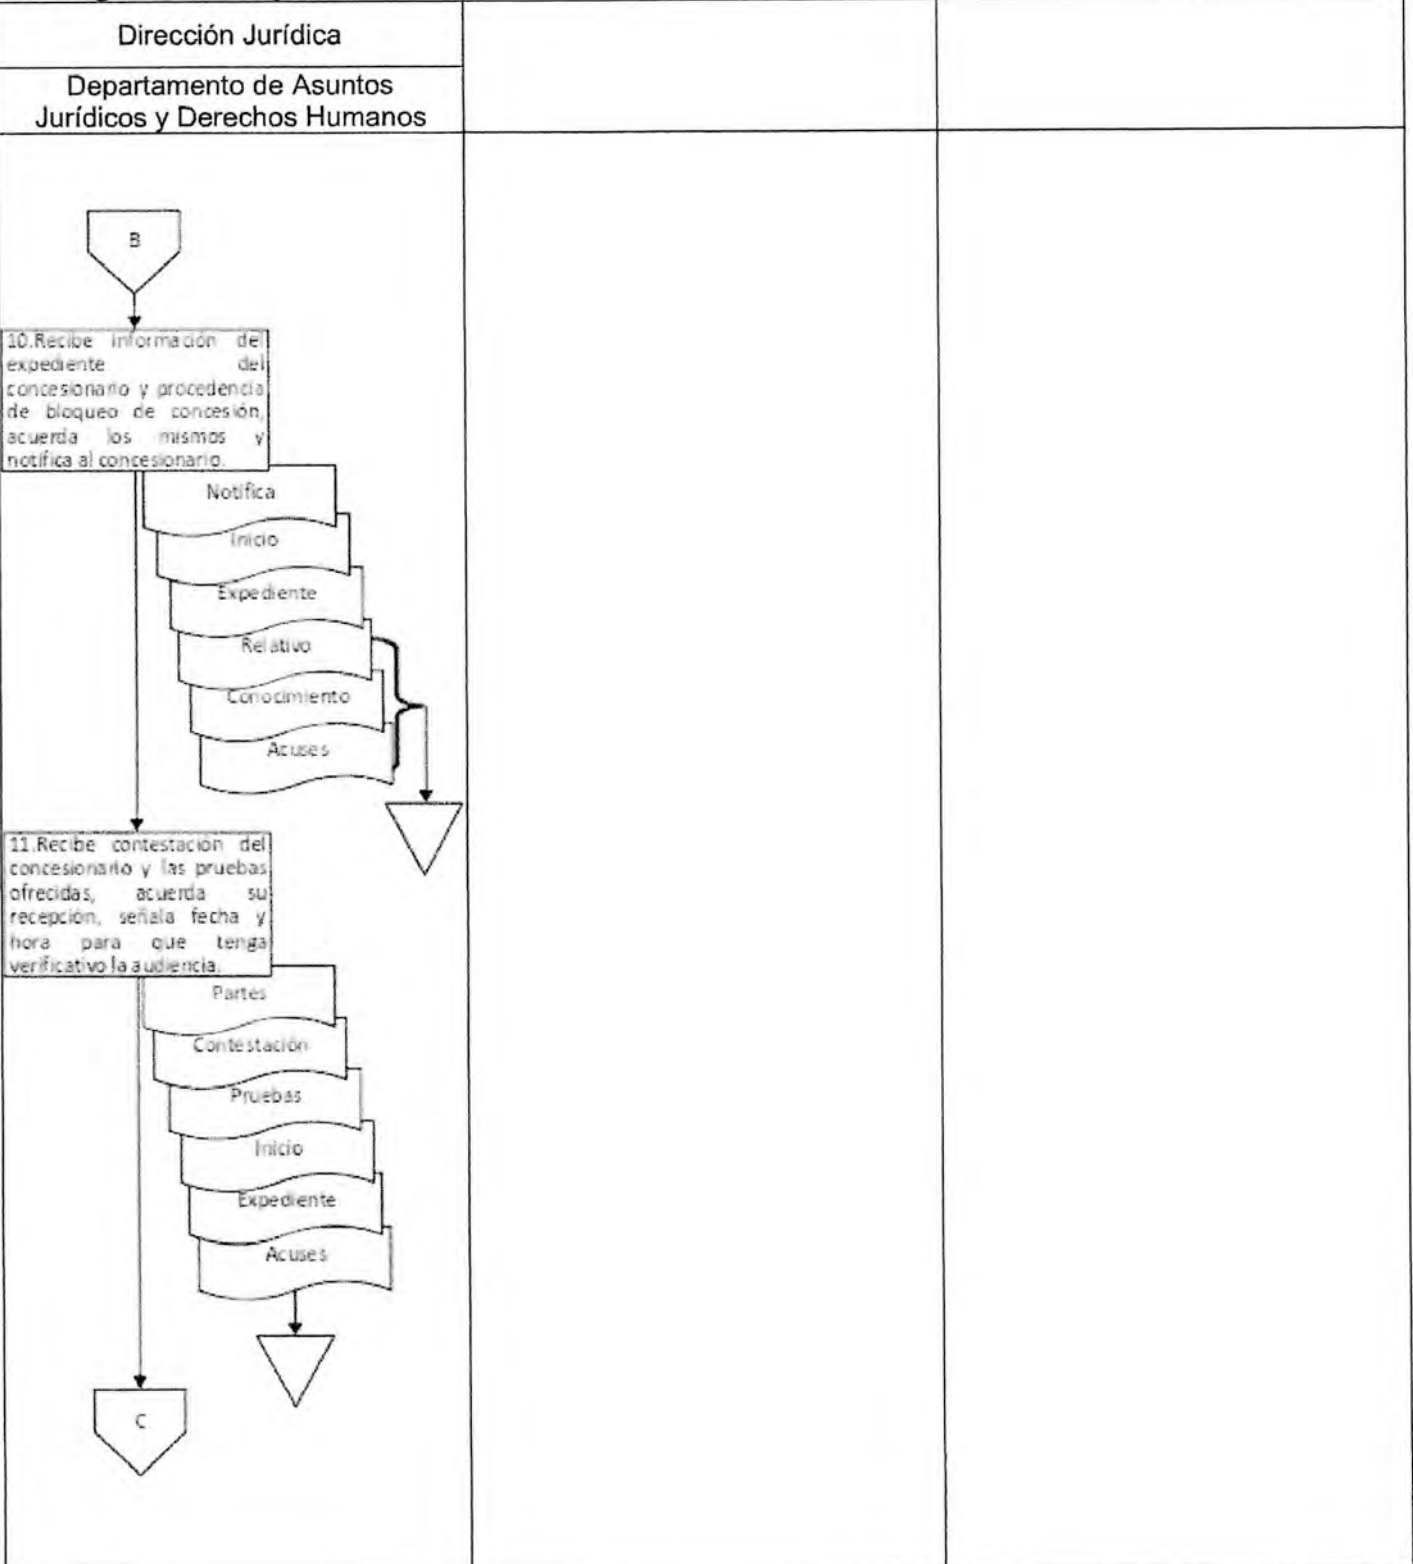 Dirección Jurídica
Departamento de Asuntos
Jurídicos y Derechos Humanos
B
10.Recibe información del
expediente del
concesionario y procedencia
de bloqueo de concesión,
acuerda los mismos y
notifica al concesionario.
Notifica
Inicio
Expediente
Relativo
Conocimiento
Acuses
11.Recibe contestación del
concesionario y las pruebas
ofrecidas, acuerda su
recepción, señala fecha y
hora para que tenga
verificativo la audiencia.
Partes
Contestación
Pruebas
Inicio
Expediente
Acuses
C